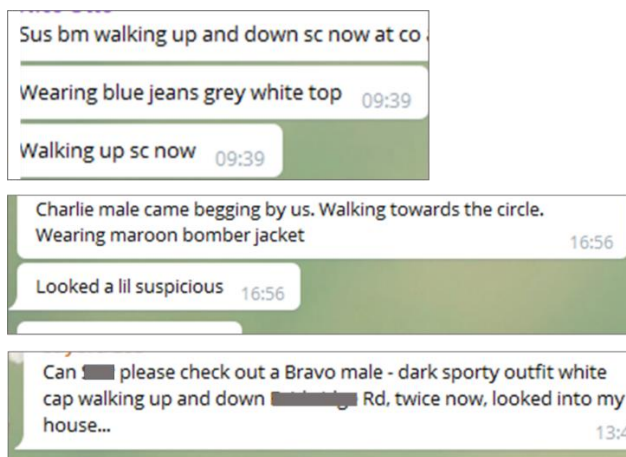 Sus bm walking up and down sc now at co
Wearing blue jeans grey white top 09:39
Walking up sc now 09:39
Charlie male came begging by us. Walking towards the circle.
Wearing maroon bomber jacket 16:56
Looked a lil suspicious 16:56
Can please check out a Bravo male - dark sporty outfit white
cap walking up and down Rd, twice now, looked into my
house... 13:4